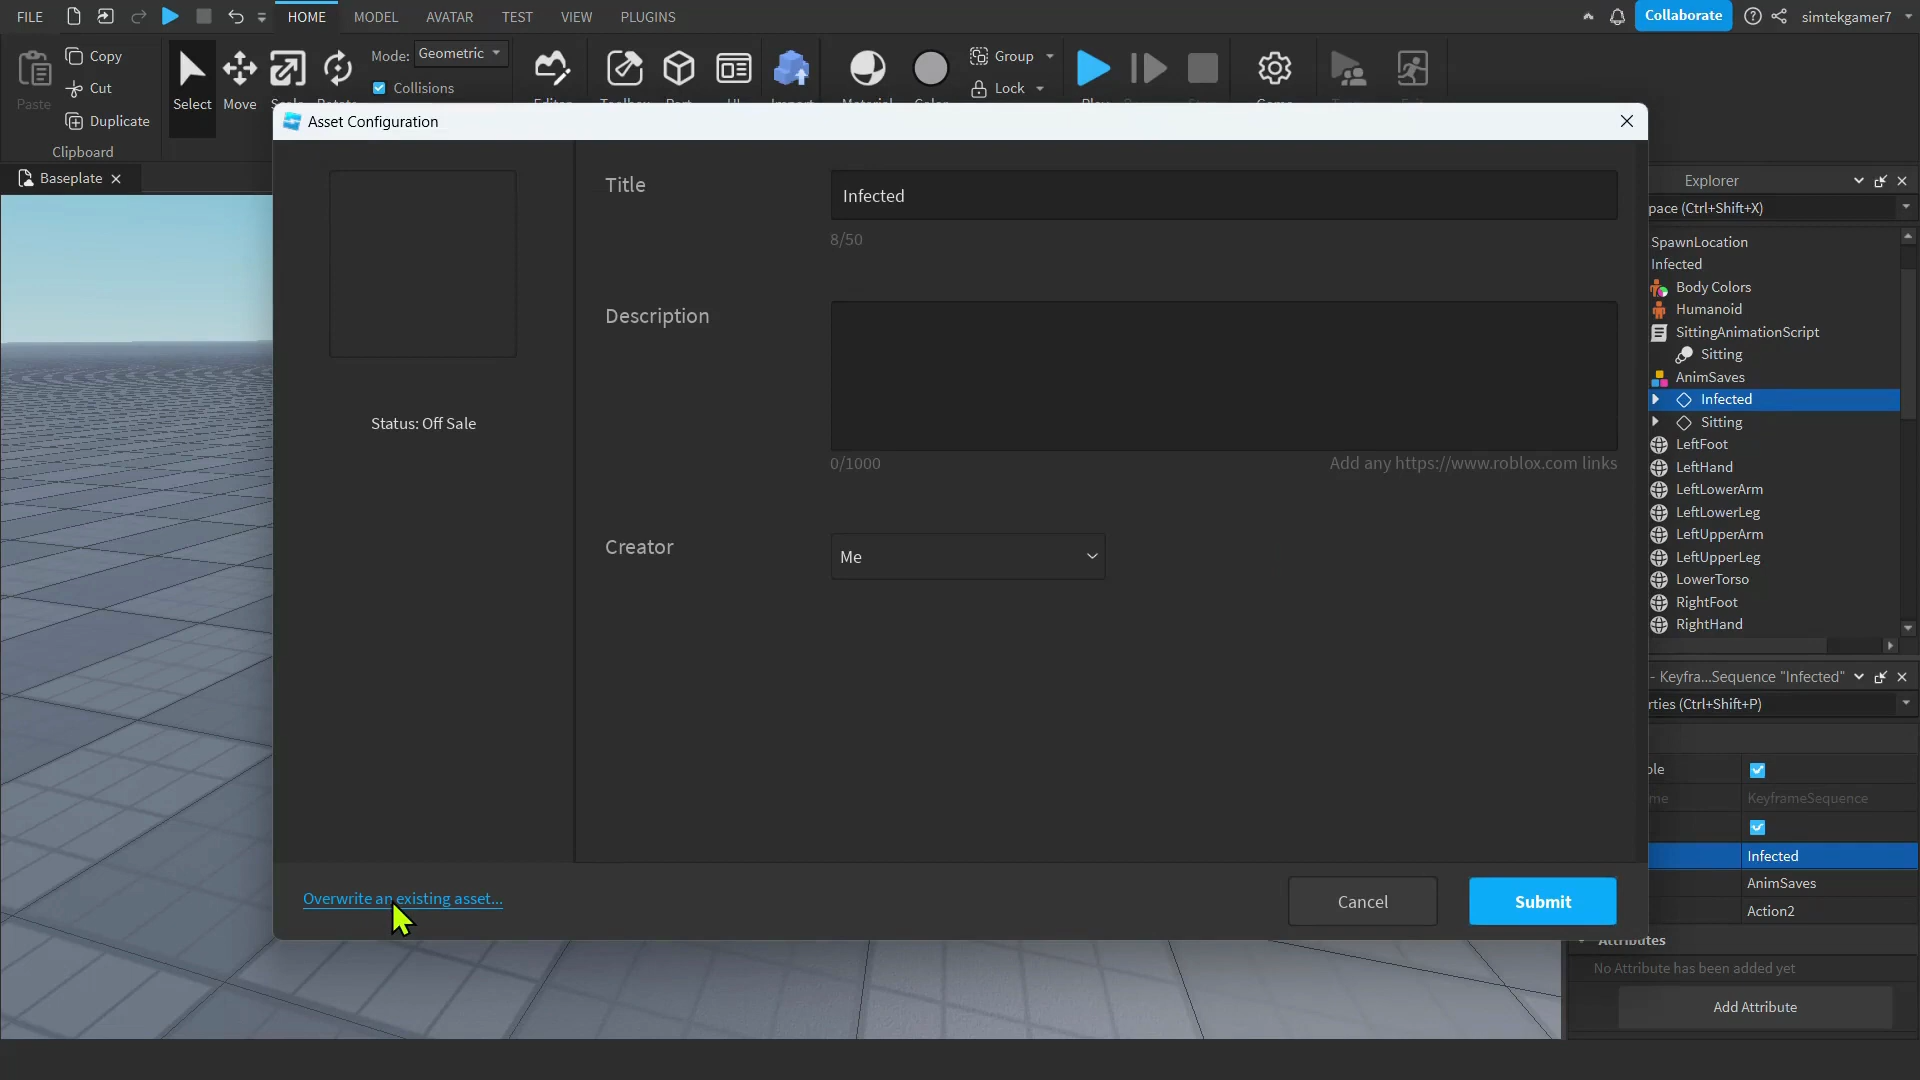 FILE
HOME
MODEL
AVATAR
TEST
VIEW
PLUGINS
Collaborate
simtekgamer7
Copy
Cut
Duplicate
Paste
Clipboard
Select
Move
Mode:
Geometric
Collisions
Group
Lock
Baseplate
Asset Configuration
Title
Infected
8/50
Description
0/1000
Add any https://www.roblox.com links
Status: Off Sale
Creator
Me
Overwrite an existing asset...
Cancel
Submit
Explorer
pace (Ctrl+Shift+X)
SpawnLocation
Infected
Body Colors
Humanoid
SittingAnimationScript
Sitting
AnimSaves
Infected
Sitting
LeftFoot
LeftHand
LeftLowerArm
LeftLowerLeg
LeftUpperArm
LeftUpperLeg
LowerTorso
RightFoot
RightHand
- Keyfra...Sequence "Infected"
rties (Ctrl+Shift+P)
ble
me
KeyframeSequence
Infected
AnimSaves
Action2
Attributes
No Attribute has been added yet
Add Attribute